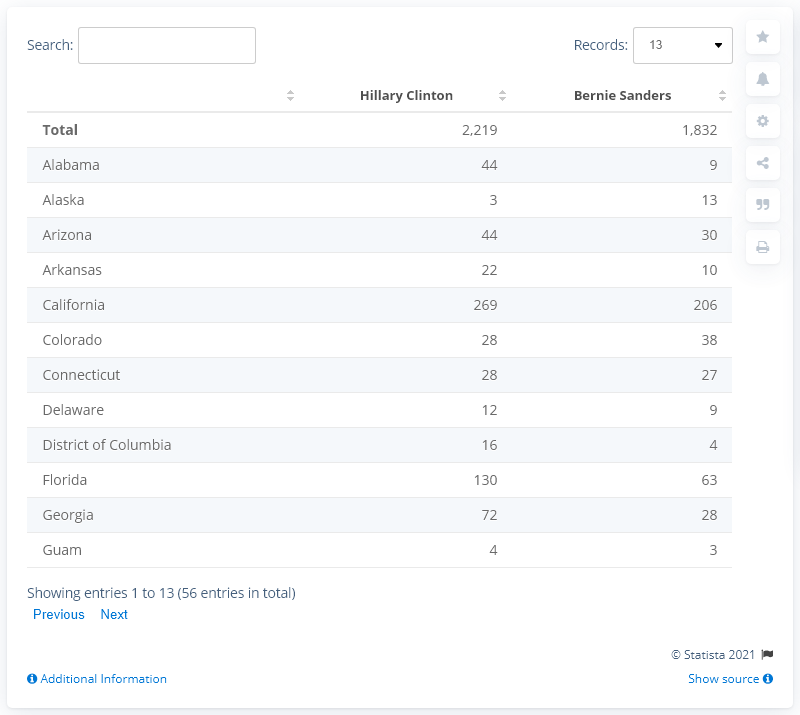 Search: Records: 13
Hillary Clinton Bernie Sanders
Total 2,219 1,832
Alabama 44 9
Alaska 3 13
Arizona 44 30
Arkansas 22 10
California 269 206
Colorado 28 38
Connecticut 28 27
Delaware 12 9
District of Columbia 16 4
Florida 130 63
Georgia 72 28
Guam 4 3
Showing entries 1 to 13 (56 entries in total)
Previous Next
© Statista 2021
Additional Information Show source